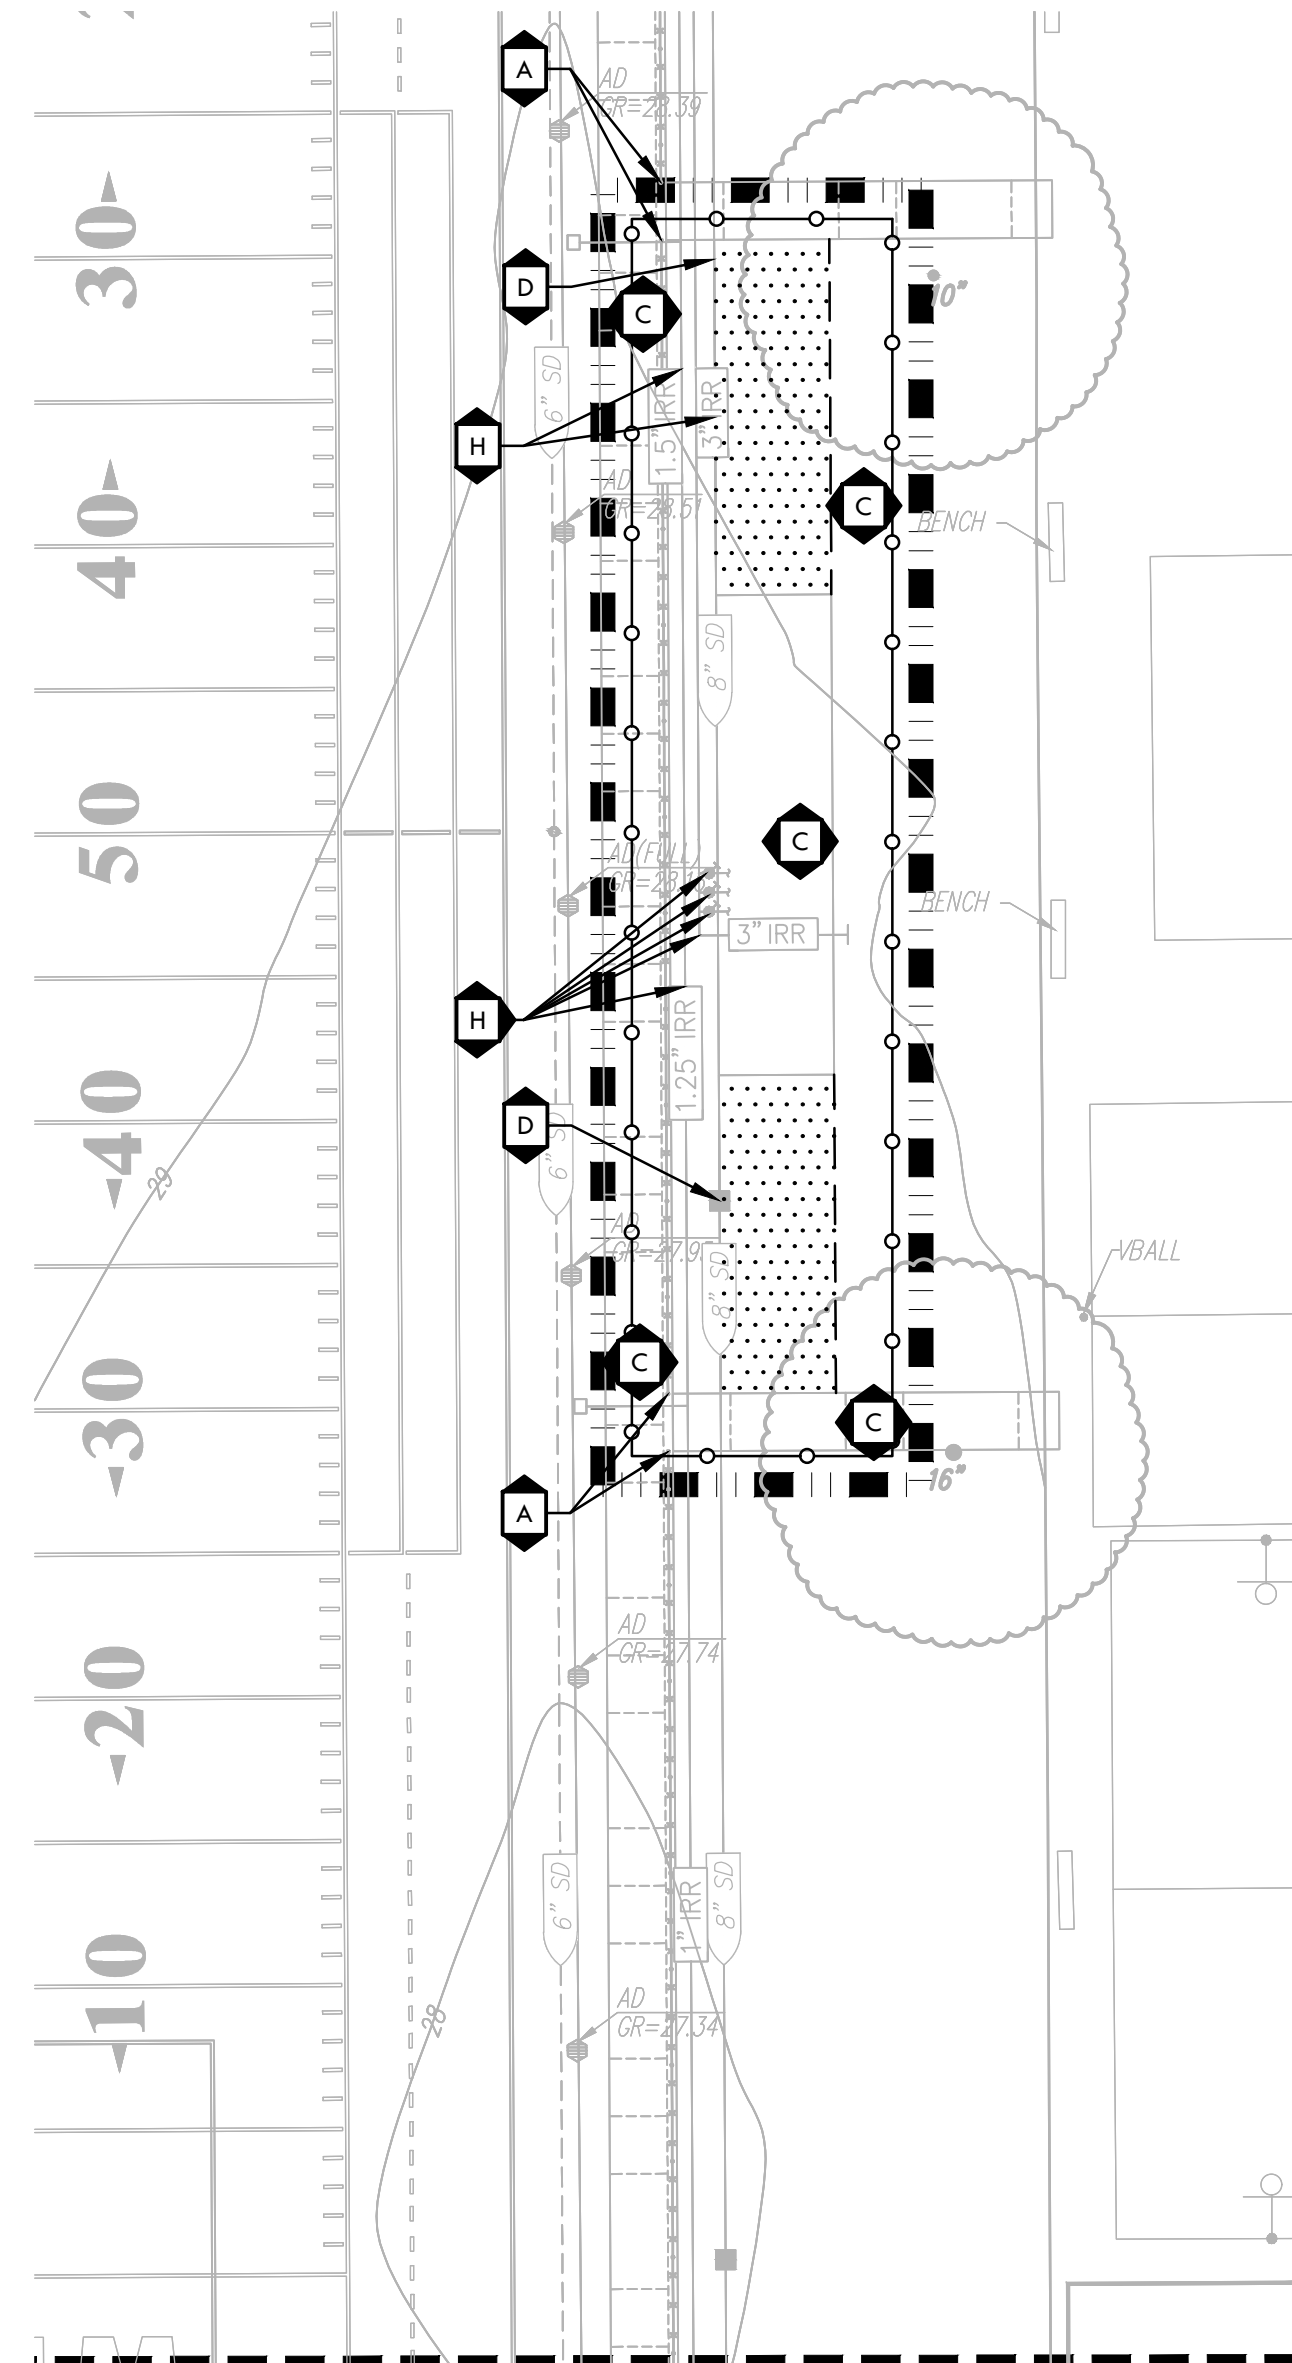 A
AD
GR=28.39
30
D
C
10"
6" SD
1.5" IRR
3" IRR
H
AD
GR=28.51
40
C
BENCH
8" SD
50
C
AD(FULL)
BENCH
3" IRR
H
1.25" IRR
40
D
6" SD
29
AD
8" SD
VBALL
30
C
C
16"
A
AD
GR=27.74
20
6" SD
1" IRR
8" SD
10
AD
GR=27.34
28